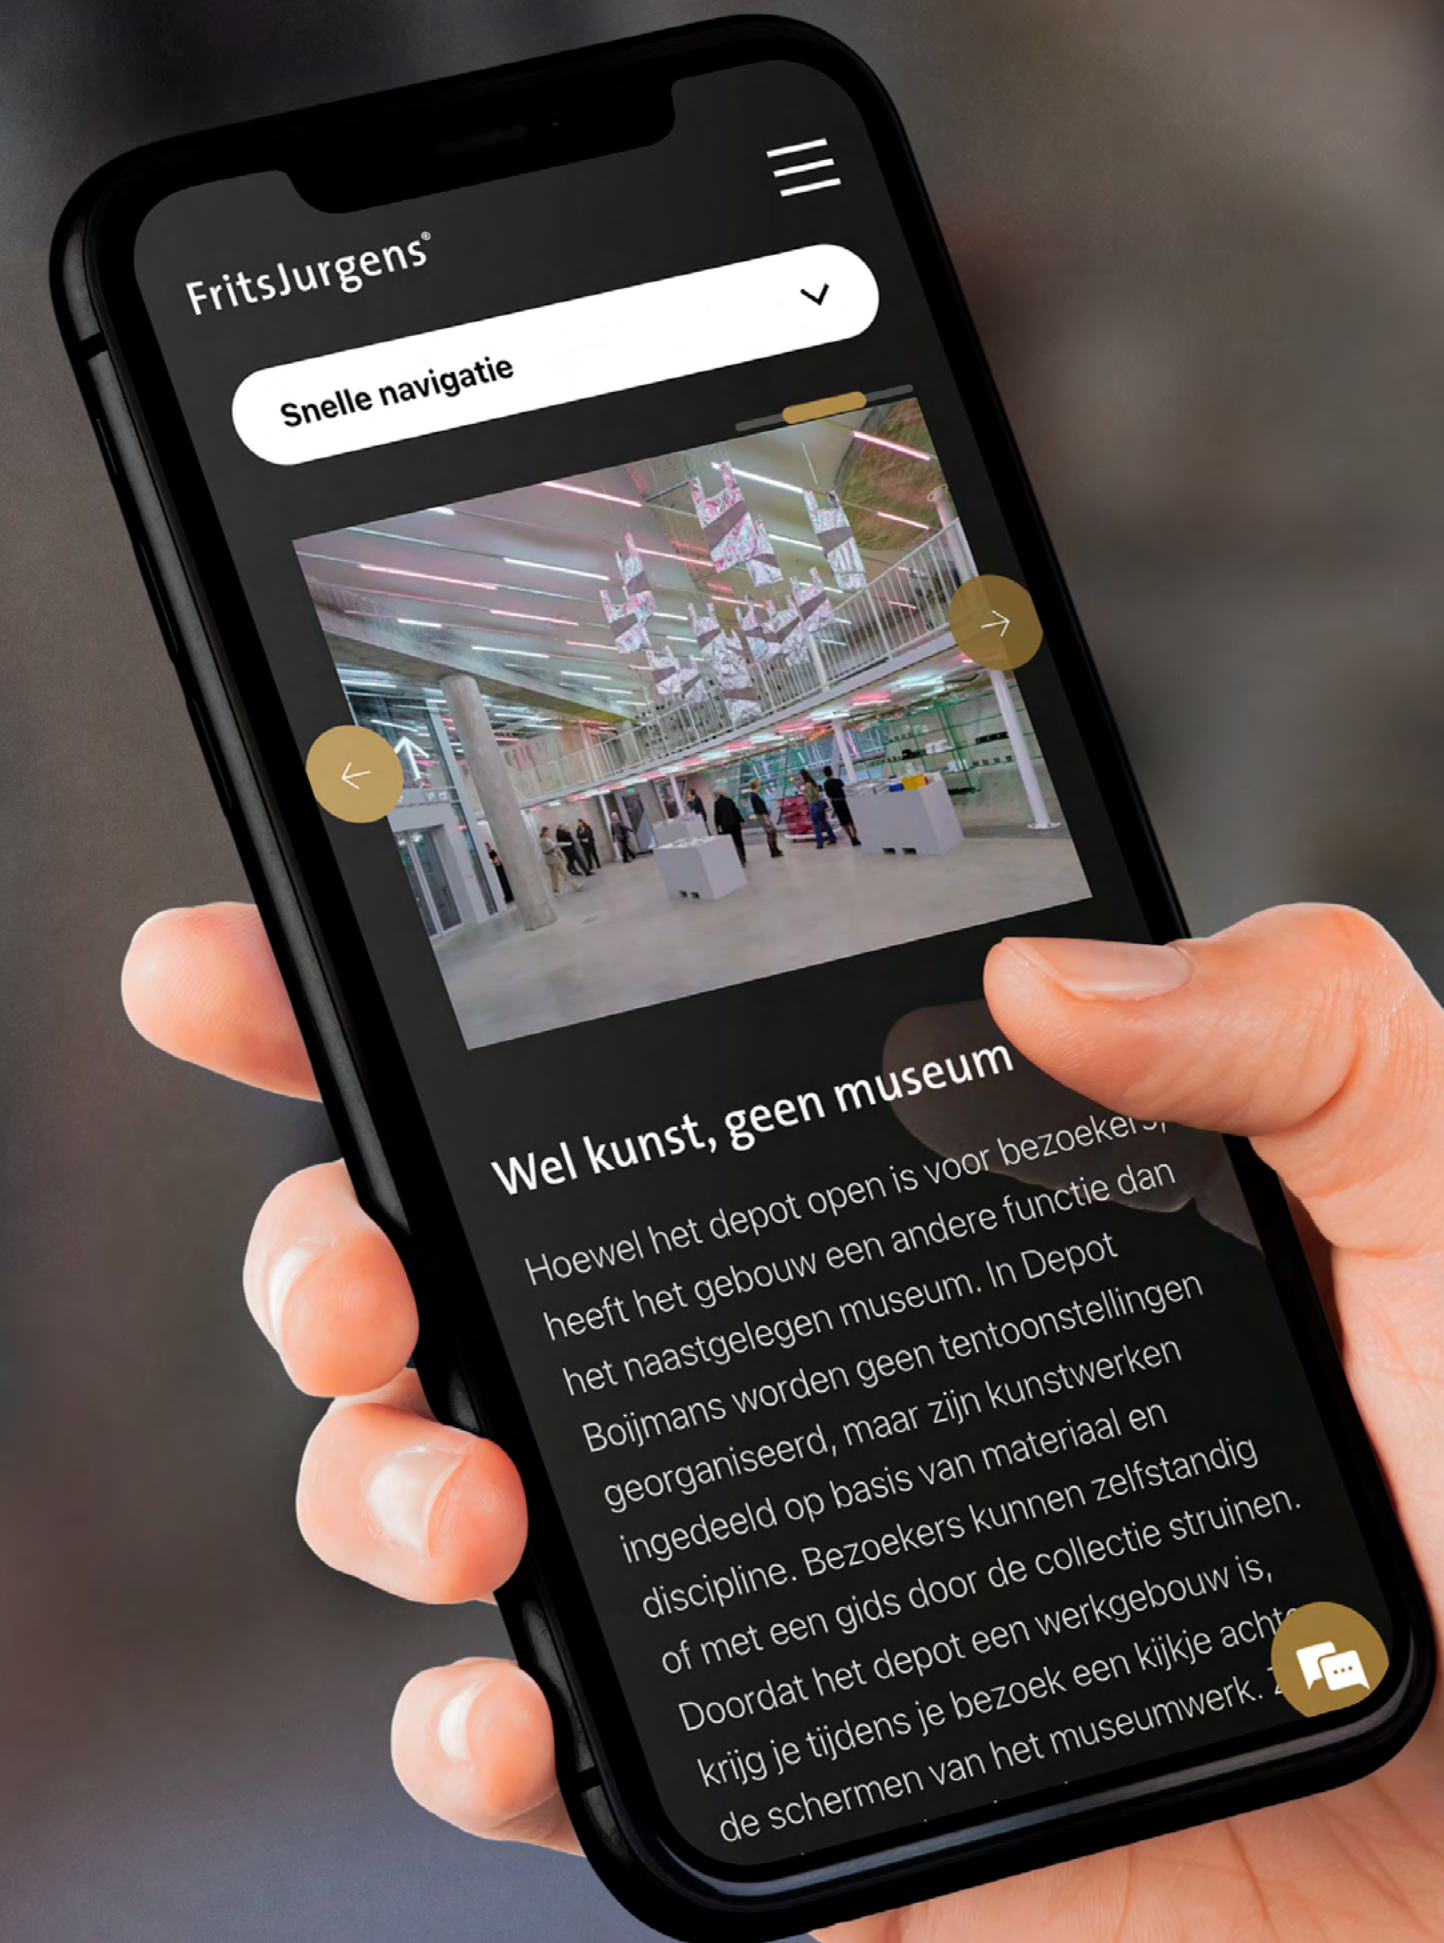 FritsJurgens®
Snelle navigatie
Wel kunst, geen museum
Hoewel het depot open is voor bezoekers,
heeft het gebouw een andere functie dan
het naastgelegen museum. In Depot
Boijmans worden geen tentoonstellingen
georganiseerd, maar zijn kunstwerken
ingedeeld op basis van materiaal en
discipline. Bezoekers kunnen zelfstandig
of met een gids door de collectie struinen.
Doordat het depot een werkgebouw is,
krijg je tijdens je bezoek een kijkje achter
de schermen van het museumwerk.